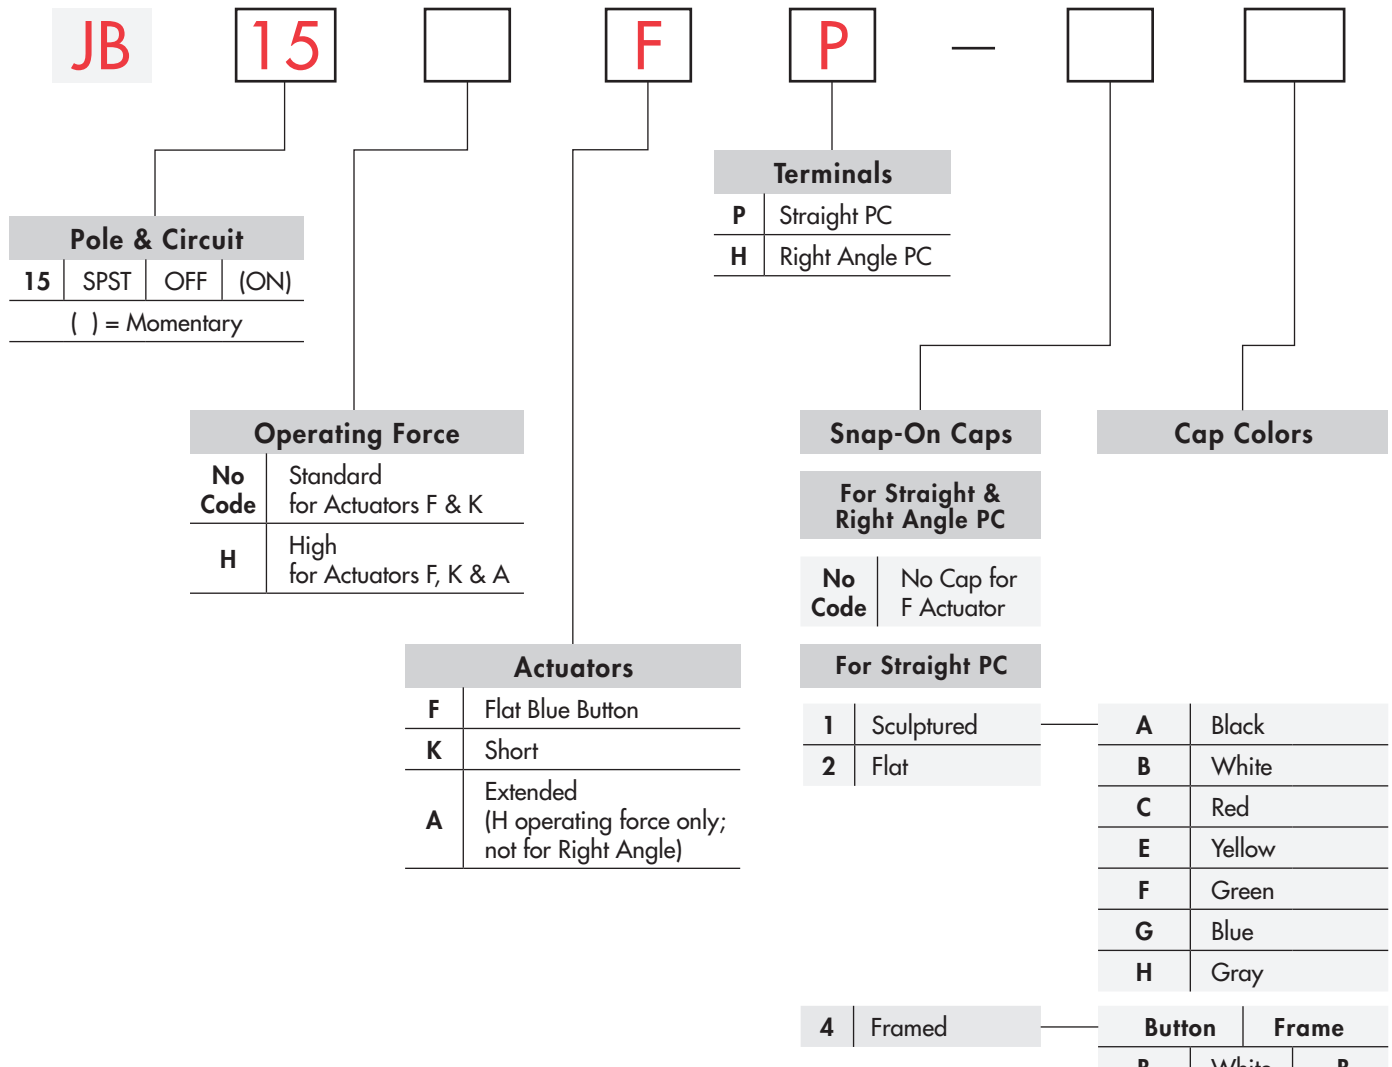 JB 15 F P —
Terminals
P Straight PC
H Right Angle PC
Pole & Circuit
15 SPST OFF (ON)
( ) = Momentary
Operating Force
No Code Standard
for Actuators F & K
H High
for Actuators F, K & A
Actuators
F Flat Blue Button
K Short
A Extended
(H operating force only;
not for Right Angle)
Snap-On Caps
For Straight &
Right Angle PC
No Code No Cap for
F Actuator
For Straight PC
1 Sculptured
2 Flat
4 Framed
Cap Colors
A Black
B White
C Red
E Yellow
F Green
G Blue
H Gray
Button Frame
B White B